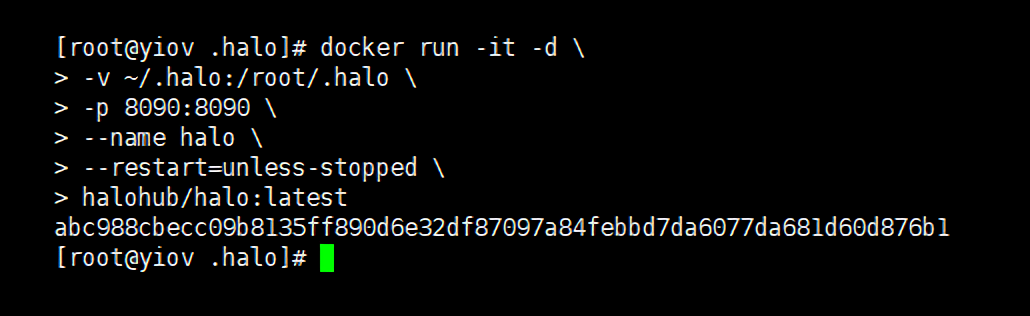 [root@yiov .halo]# docker run -it -d \
> -v ~/.halo:/root/.halo \
> -p 8090:8090 \
> --name halo \
> --restart=unless-stopped \
> halohub/halo:latest
abc988cbecc09b8135ff890d6e32df87097a84febbd7da6077da681d60d876b1
[root@yiov .halo]#